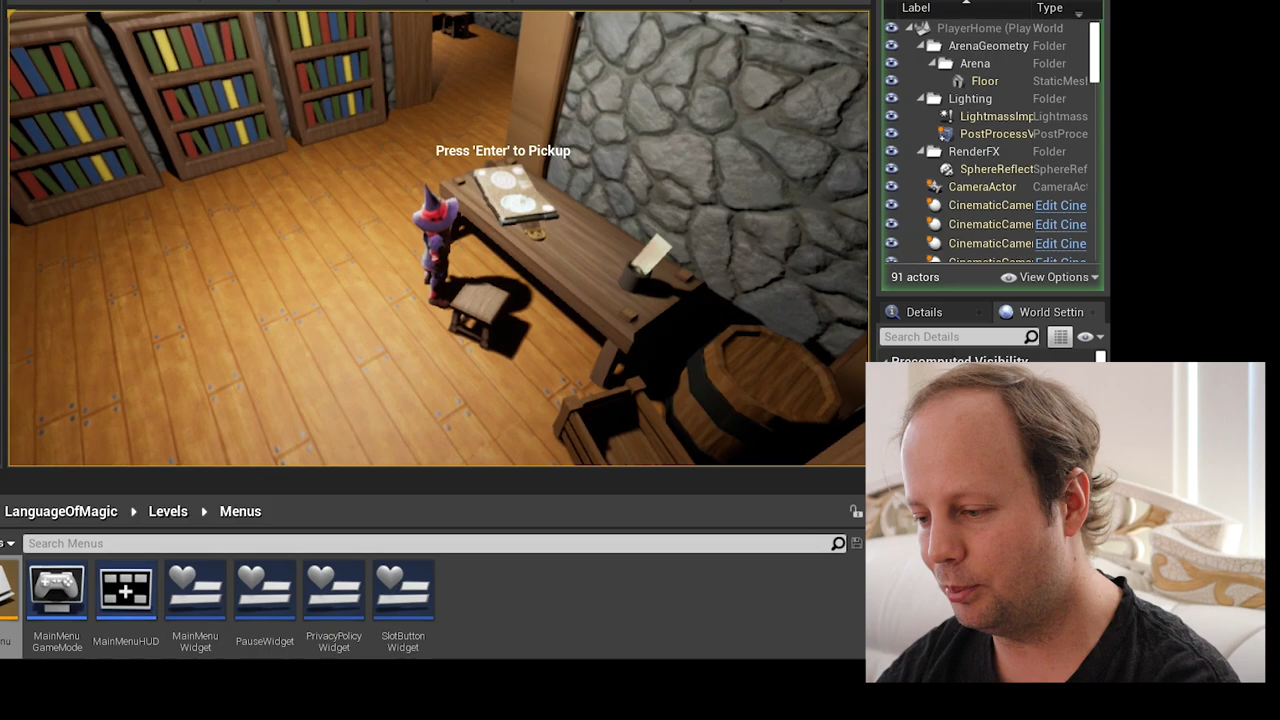 Label Type
PlayerHome (Play World
ArenaGeometry Folder
Arena Folder
Floor StaticMesl
Lighting Folder
LightmassImp Lightmass
PostProcessV PostProce
RenderFX Folder
SphereReflect SphereRef
CameraActor CameraAct
CinematicCame Edit Cine
CinematicCame Edit Cine
CinematicCame Edit Cine
91 actors View Options
Details World Settin
Search Details
Precomputed Visibility
Press 'Enter' to Pickup
LanguageOfMagic Levels Menus
Search Menus
nu
MainMenu
GameMode
MainMenuHUD
MainMenu
Widget
PauseWidget
PrivacyPolicy
Widget
SlotButton
Widget